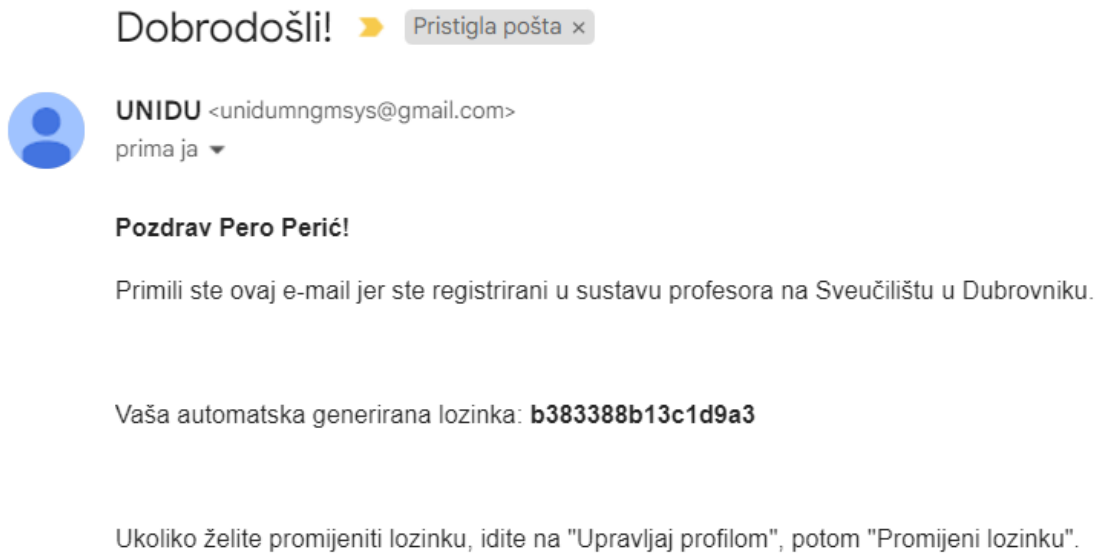 Dobrodošli! Pristigla pošta ×
UNIDU <unidumngmsys@gmail.com>
prima ja
Pozdrav Pero Perić!
Primili ste ovaj e-mail jer ste registrirani u sustavu profesora na Sveučilištu u Dubrovniku.
Vaša automatska generirana lozinka: b383388b13c1d9a3
Ukoliko želite promijeniti lozinku, idite na "Upravljaj profilom", potom "Promijeni lozinku".